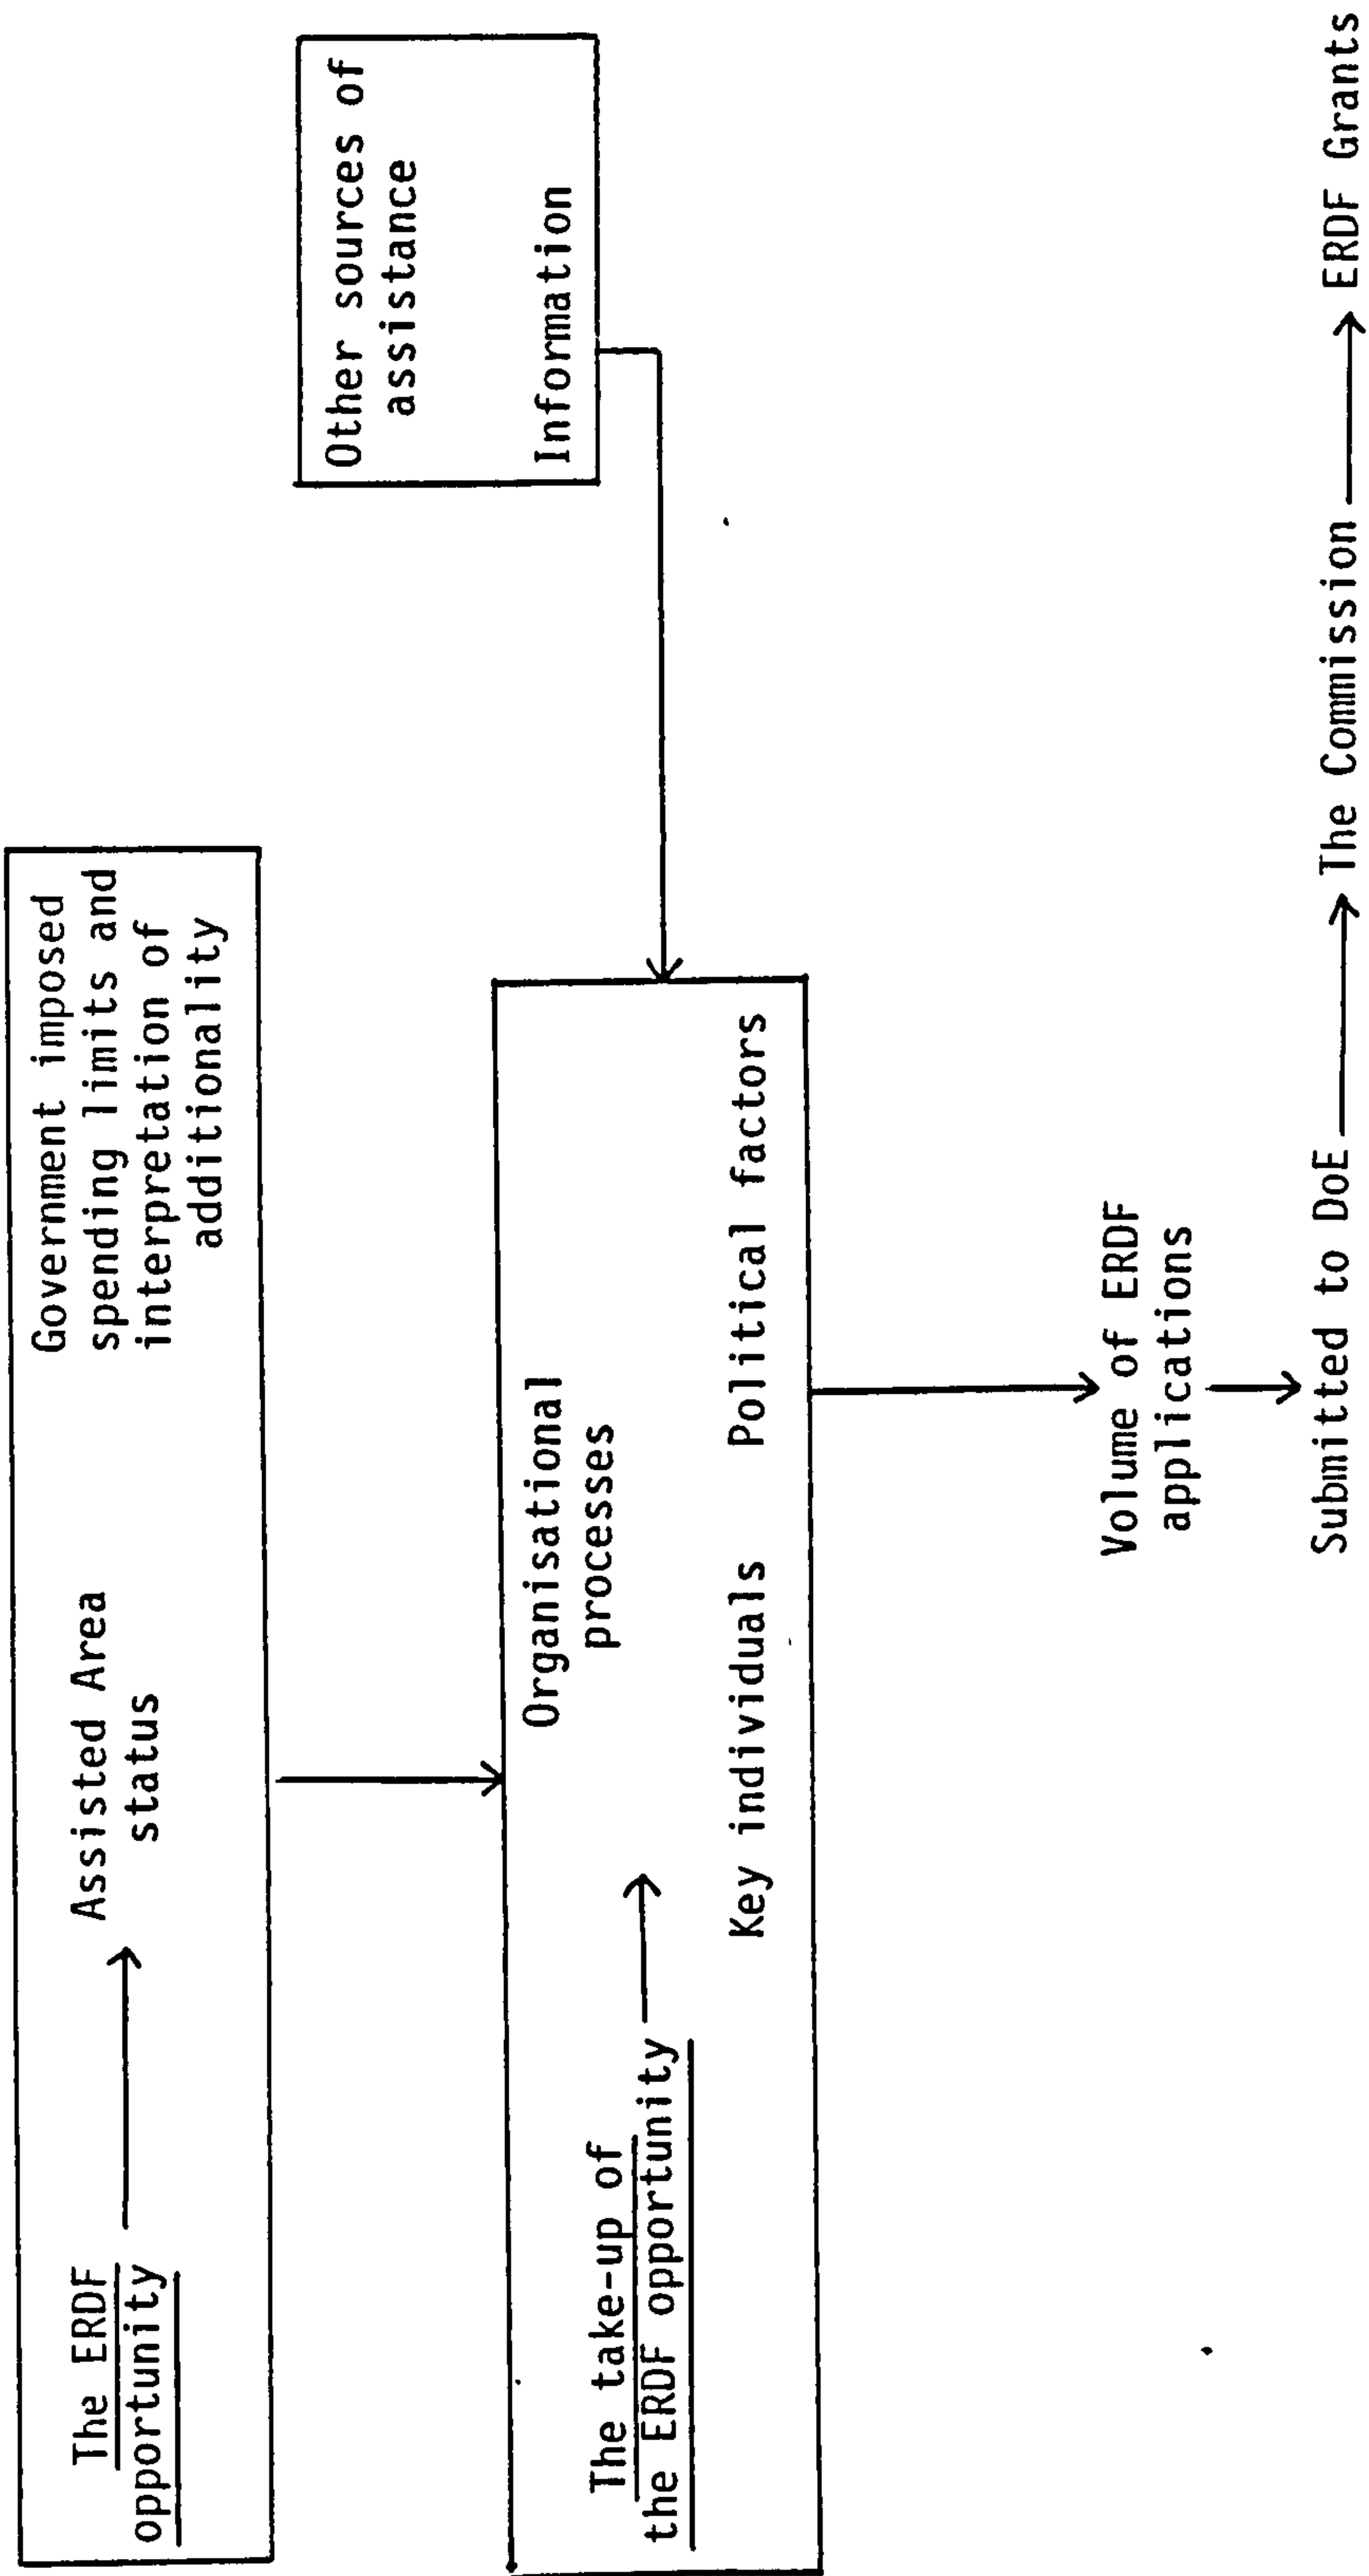 The ERDF
opportunity
Assisted Area
status
Government imposed
spending limits and
interpretation of
additionality
Other sources of
assistance
Information
The take-up of
the ERDF opportunity
Organisational
processes
Key individuals
Political factors
Volume of ERDF
applications
Submitted to DoE
The Commission
ERDF Grants